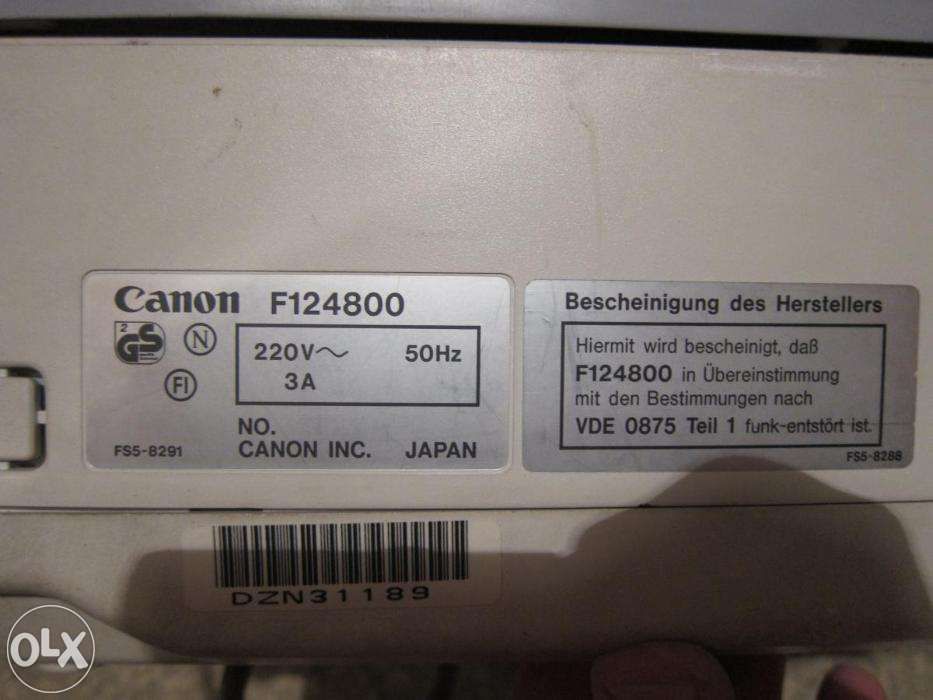 Canon F124800
2 GS N
220V~ 50Hz
FI
3A
NO.
FS5-8291 CANON INC. JAPAN
Bescheinigung des Herstellers
Hiermit wird bescheinigt, daß
F124800 in Übereinstimmung
mit den Bestimmungen nach
VDE 0875 Teil 1 funk-entstört ist.
FS5-8288
DZN31189
OLX